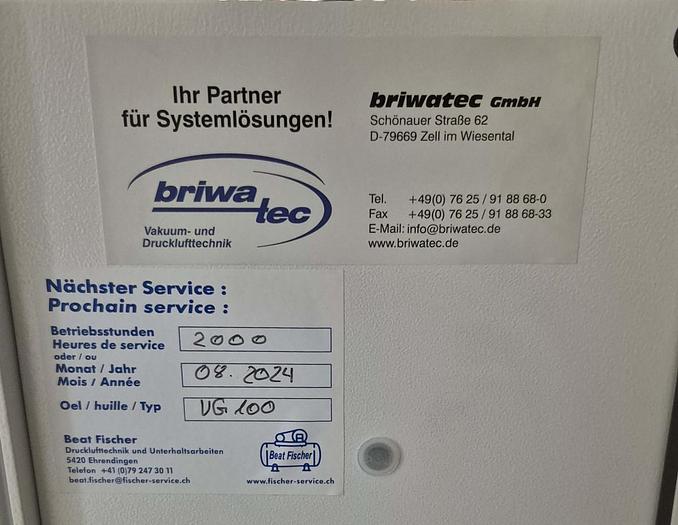 Ihr Partner
für Systemlösungen!
briwatec
Vakuum- und
Drucklufttechnik
briwatec GmbH
Schönauer Straße 62
D-79669 Zell im Wiesental
Tel. +49(0) 76 25 / 91 88 68-0
Fax +49(0) 76 25 / 91 88 68-33
E-Mail: info@briwatec.de
www.briwatec.de
Nächster Service :
Prochain service :
Betriebsstunden
Heures de service 2000
oder / ou
Monat / Jahr 08. 2024
Mois / Année
Oel / huille / Typ VG 100
Beat Fischer
Drucklufttechnik und Unterhaltsarbeiten
5420 Ehrendingen
Telefon +41 (0)79 247 30 11
beat.fischer@fischer-service.ch
Beat Fischer
www.fischer-service.ch